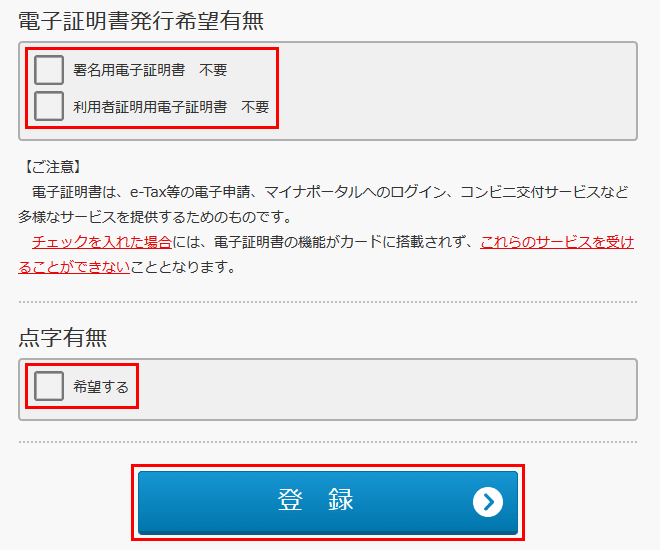 電子証明書発行希望有無
署名用電子証明書　不要
利用者証明用電子証明書　不要
【ご注意】
　電子証明書は、e-Tax等の電子申請、マイナポータルへのログイン、コンビニ交付サービスなど
多様なサービスを提供するためのものです。
　チェックを入れた場合には、電子証明書の機能がカードに搭載されず、これらのサービスを受け
ることができないこととなります。
点字有無
希望する
登　録